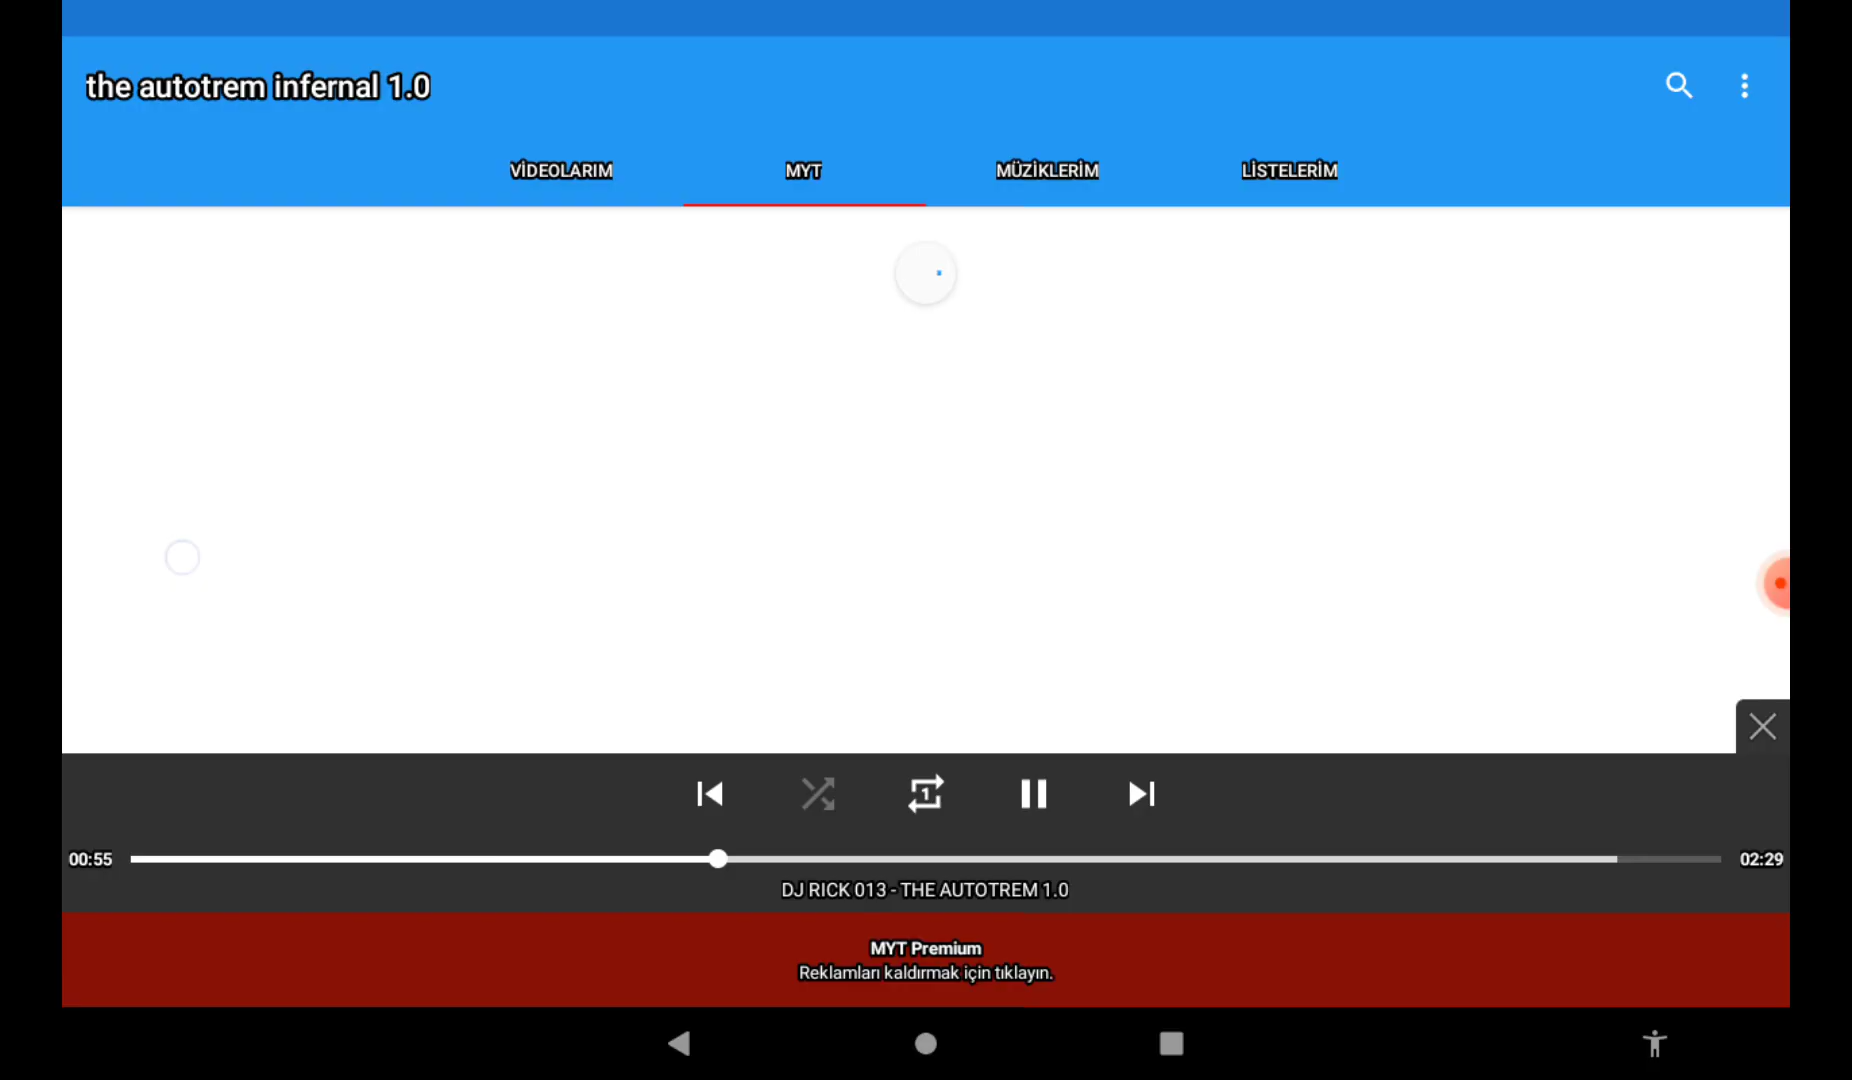 the autotrem infernal 1.0
VİDEOLARIM
MYT
MÜZİKLERİM
LİSTELERİM
1
00:55
02:29
DJ RICK 013 - THE AUTOTREM 1.0
MYT Premium
Reklamları kaldırmak için tıklayın.